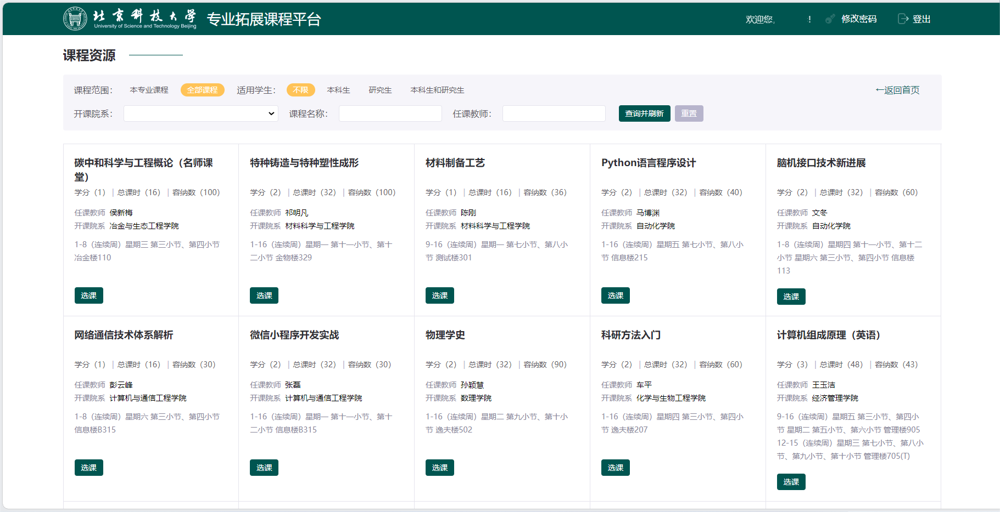 北京科技大学
University of Science and Technology Beijing
专业拓展课程平台
欢迎您, ! 修改密码 登出
课程资源
课程范围： 本专业课程 全部课程 适用学生： 不限 本科生 研究生 本科生和研究生 ←返回首页
开课院系： 课程名称： 任课教师： 查询并刷新 重置
碳中和科学与工程概论（名师课
堂）
学分（1） | 总课时（16） | 容纳数（100）
任课教师 侯新梅
开课院系 冶金与生态工程学院
1-8（连续周）星期三 第三小节、第四小节
冶金楼110
选课
特种铸造与特种塑性成形
学分（2） | 总课时（32） | 容纳数（100）
任课教师 祁明凡
开课院系 材料科学与工程学院
1-16（连续周）星期一 第十一小节、第十
二小节 金物楼329
选课
材料制备工艺
学分（1） | 总课时（16） | 容纳数（36）
任课教师 陈刚
开课院系 材料科学与工程学院
9-16（连续周）星期一 第七小节、第八小
节 测试楼301
选课
Python语言程序设计
学分（2） | 总课时（32） | 容纳数（40）
任课教师 马博渊
开课院系 自动化学院
1-16（连续周）星期五 第七小节、第八小
节 信息楼215
选课
脑机接口技术新进展
学分（2） | 总课时（32） | 容纳数（60）
任课教师 文冬
开课院系 自动化学院
1-8（连续周）星期四 第十一小节、第十二
小节 星期六 第三小节、第四小节 信息楼
113
选课
网络通信技术体系解析
学分（1） | 总课时（16） | 容纳数（30）
任课教师 彭云峰
开课院系 计算机与通信工程学院
1-8（连续周）星期六 第三小节、第四小节
信息楼B315
选课
微信小程序开发实战
学分（2） | 总课时（32） | 容纳数（30）
任课教师 张磊
开课院系 计算机与通信工程学院
1-16（连续周）星期一 第十一小节、第十
二小节 信息楼B315
选课
物理学史
学分（2） | 总课时（32） | 容纳数（90）
任课教师 孙颖慧
开课院系 数理学院
1-16（连续周）星期二 第九小节、第十小
节 逸夫楼502
选课
科研方法入门
学分（2） | 总课时（32） | 容纳数（60）
任课教师 车平
开课院系 化学与生物工程学院
1-16（连续周）星期四 第三小节、第四小
节 逸夫楼207
选课
计算机组成原理（英语）
学分（3） | 总课时（48） | 容纳数（43）
任课教师 王玉洁
开课院系 经济管理学院
9-16（连续周）星期五 第三小节、第四小
节 星期二 第五小节、第六小节 管理楼905
12-15（连续周）星期三 第七小节、第八小
节、第九小节、第十小节 管理楼705(T)
选课